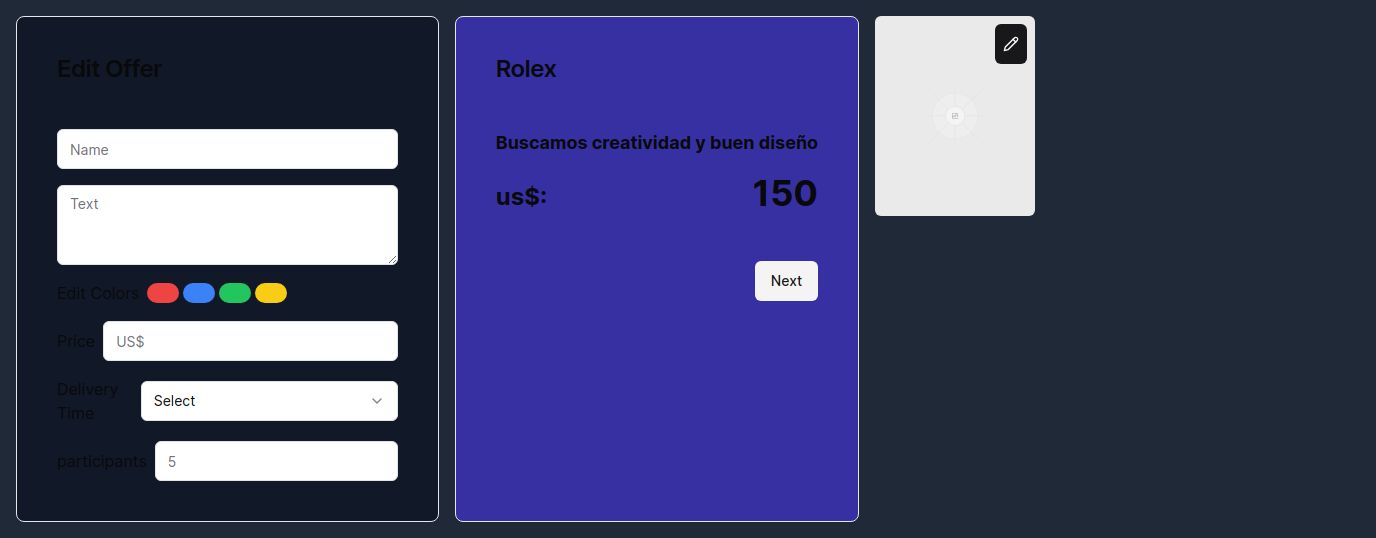 Edit Offer
Name
Text
Edit Colors
Price US$
Delivery
Time
Select
participants 5
Rolex
Buscamos creatividad y buen diseño
us$: 150
Next